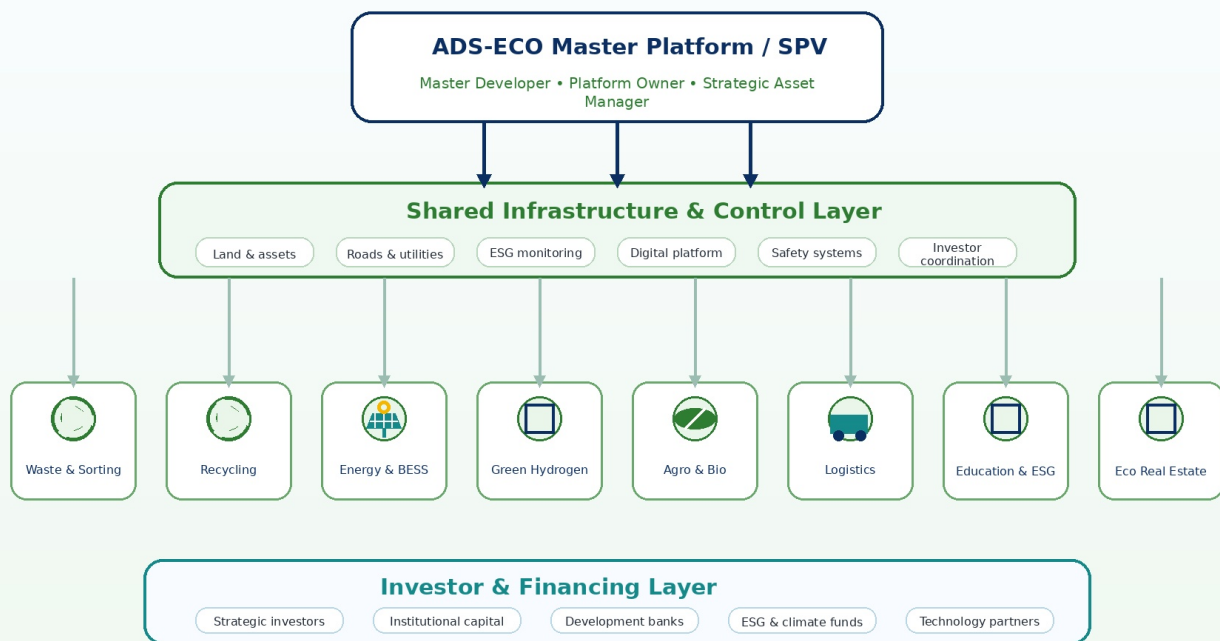 ADS-ECO Master Platform / SPV
Master Developer • Platform Owner • Strategic Asset
Manager
Shared Infrastructure & Control Layer
Land & assets
Roads & utilities
ESG monitoring
Digital platform
Safety systems
Investor
coordination
Waste & Sorting
Recycling
Energy & BESS
Green Hydrogen
Agro & Bio
Logistics
Education & ESG
Eco Real Estate
Investor & Financing Layer
Strategic investors
Institutional capital
Development banks
ESG & climate funds
Technology partners